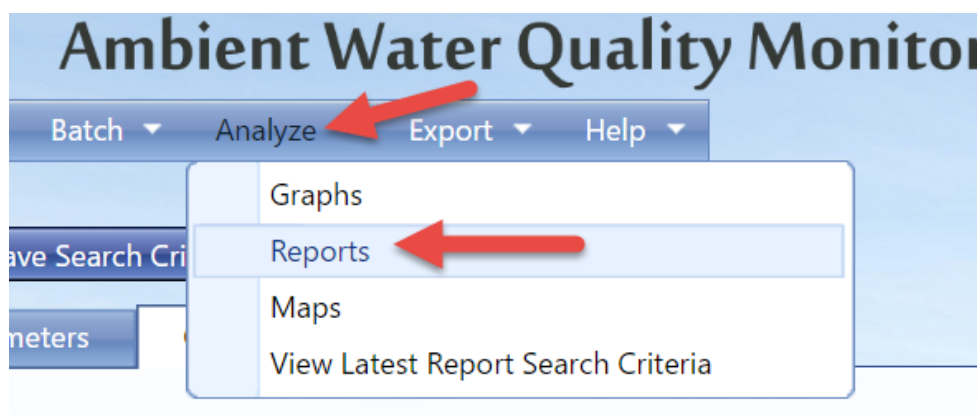 Ambient Water Quality Monitor
Batch Analyze Export Help
Graphs
ave Search Cri
Reports
Maps
meters
View Latest Report Search Criteria